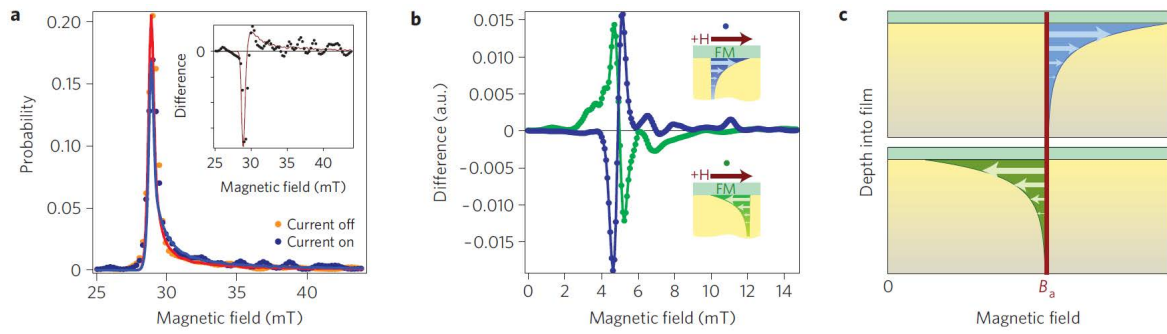 a
Probability
0.20
0.15
0.10
0.05
0
25 30 35 40
Magnetic field (mT)
Difference
0
25 30 35 40
Magnetic field (mT)
Current off
Current on
b
Difference (a.u.)
0.015
0.010
0.005
0
-0.005
-0.010
-0.015
0 2 4 6 8 10 12 14
Magnetic field (mT)
+H
FM
+H
FM
c
Depth into film
0 Ba
Magnetic field